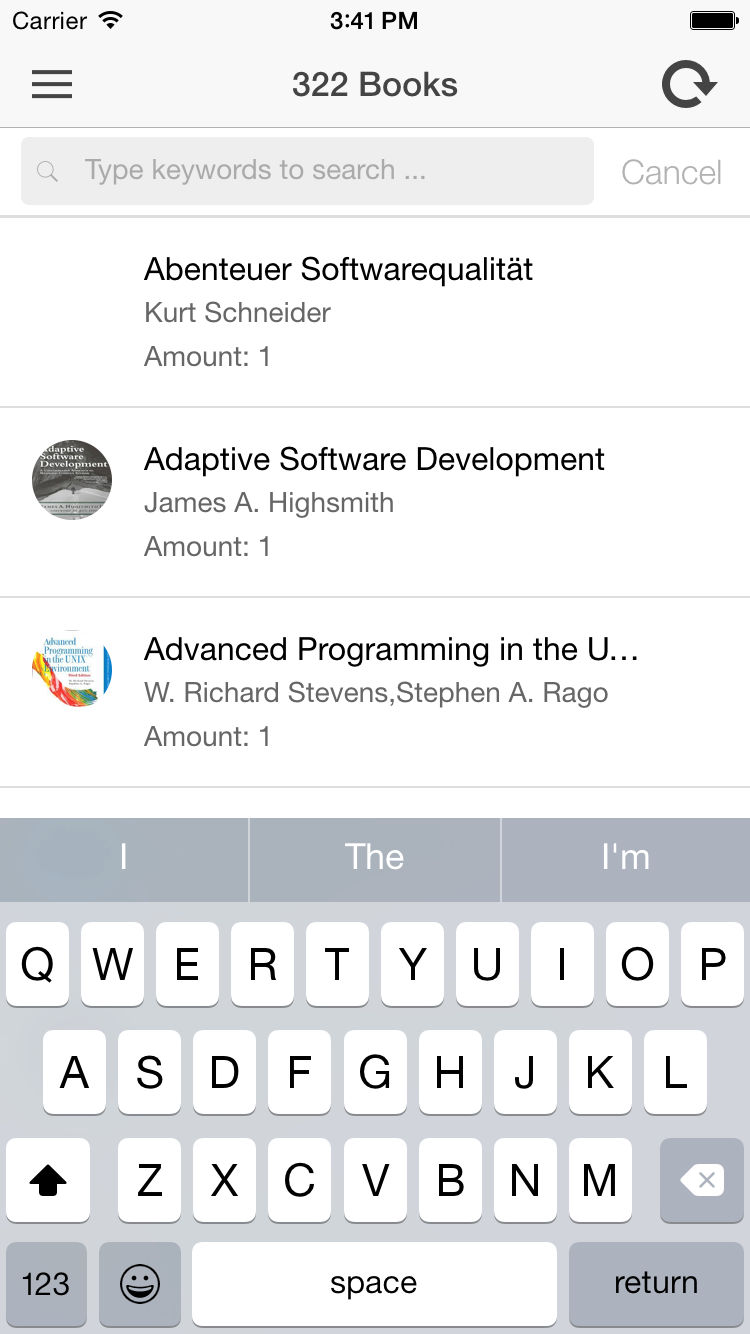 Carrier 3:41 PM
322 Books
Type keywords to search ... Cancel
Abenteuer Softwarequalität
Kurt Schneider
Amount: 1
Adaptive
Software
Development
Adaptive Software Development
James A. Highsmith
Amount: 1
Advanced
Programming
in the UNIX
Environment
Third Edition
Advanced Programming in the U...
W. Richard Stevens,Stephen A. Rago
Amount: 1
I The I'm
Q W E R T Y U I O P
A S D F G H J K L
Z X C V B N M
123 space return